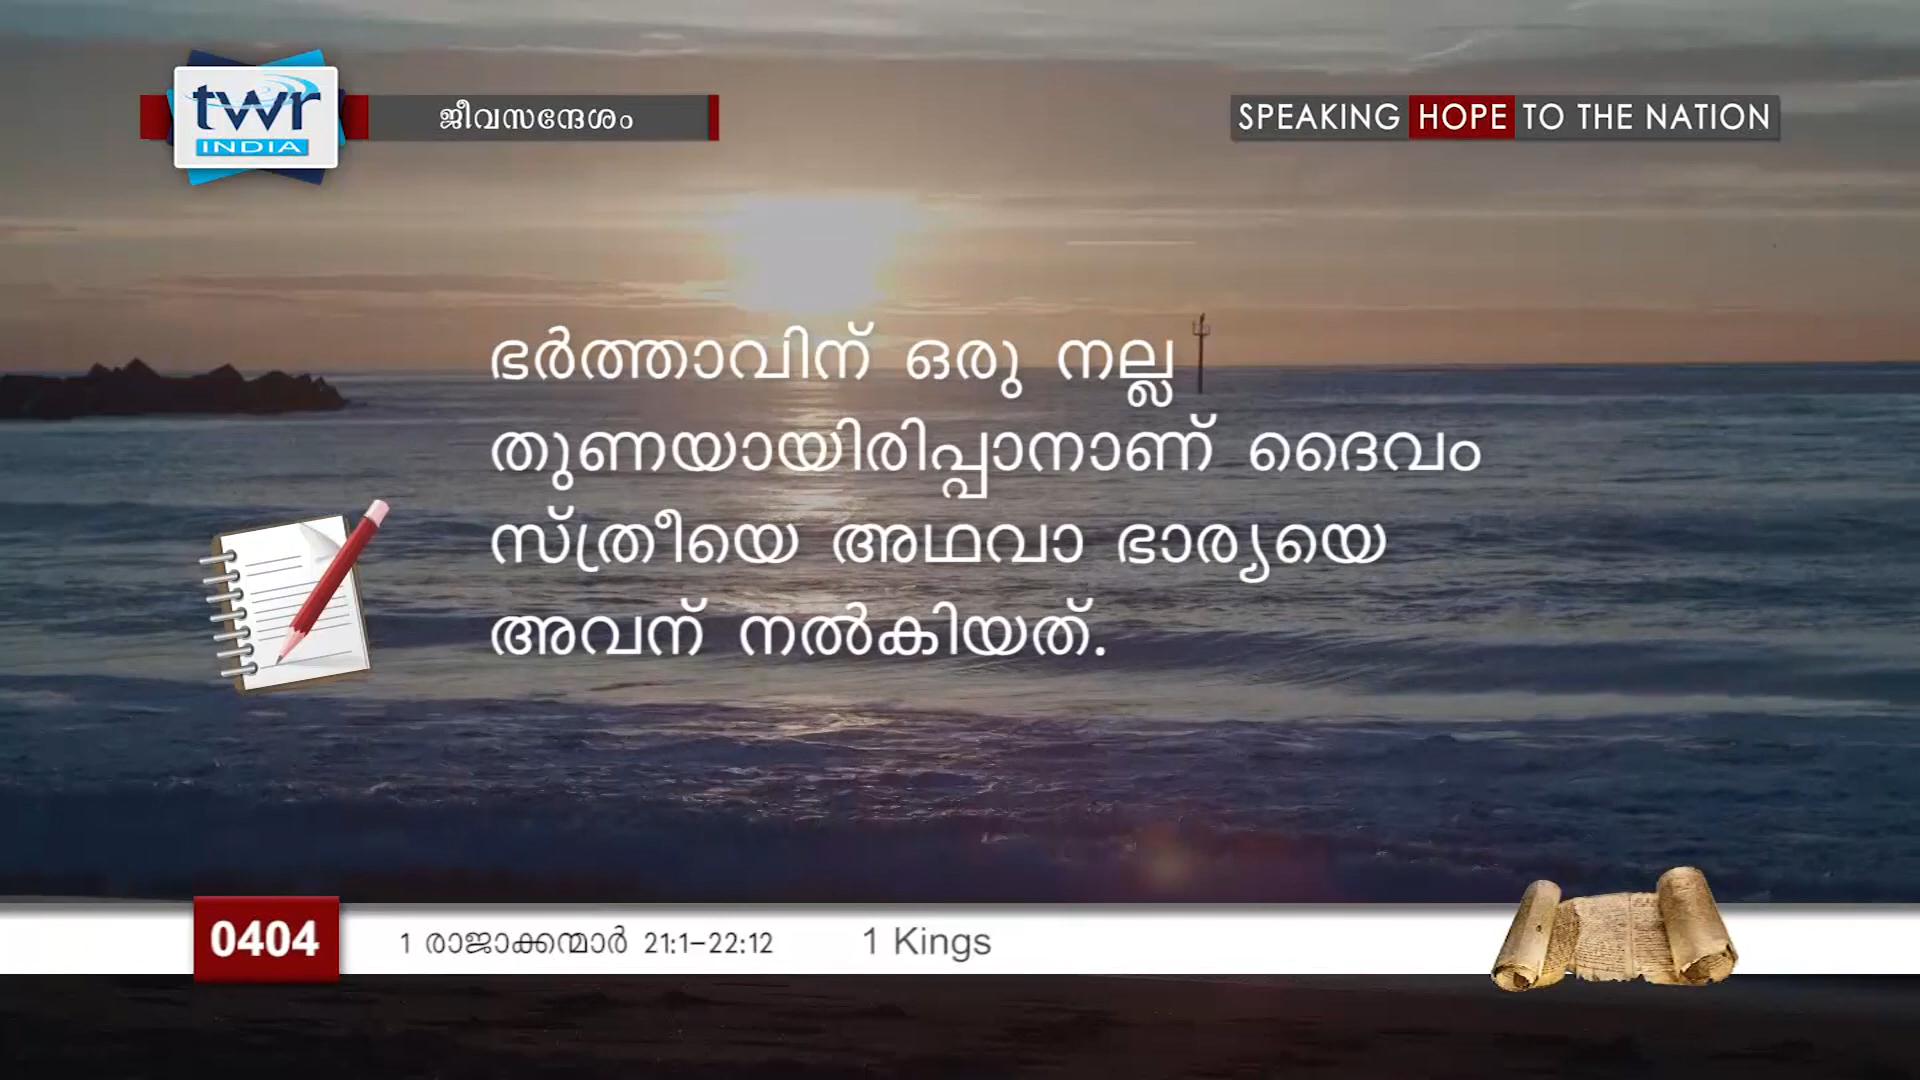 twr
INDIA
ജീവസന്ദേശം
SPEAKING HOPE TO THE NATION
ഭർത്താവിന് ഒരു നല്ല
തുണയായിരിപ്പാനാണ് ദൈവം
സ്ത്രീയെ അഥവാ ഭാര്യയെ
അവന് നൽകിയത്.
0404 1 രാജാക്കന്മാർ 21:1-22:12 1 Kings